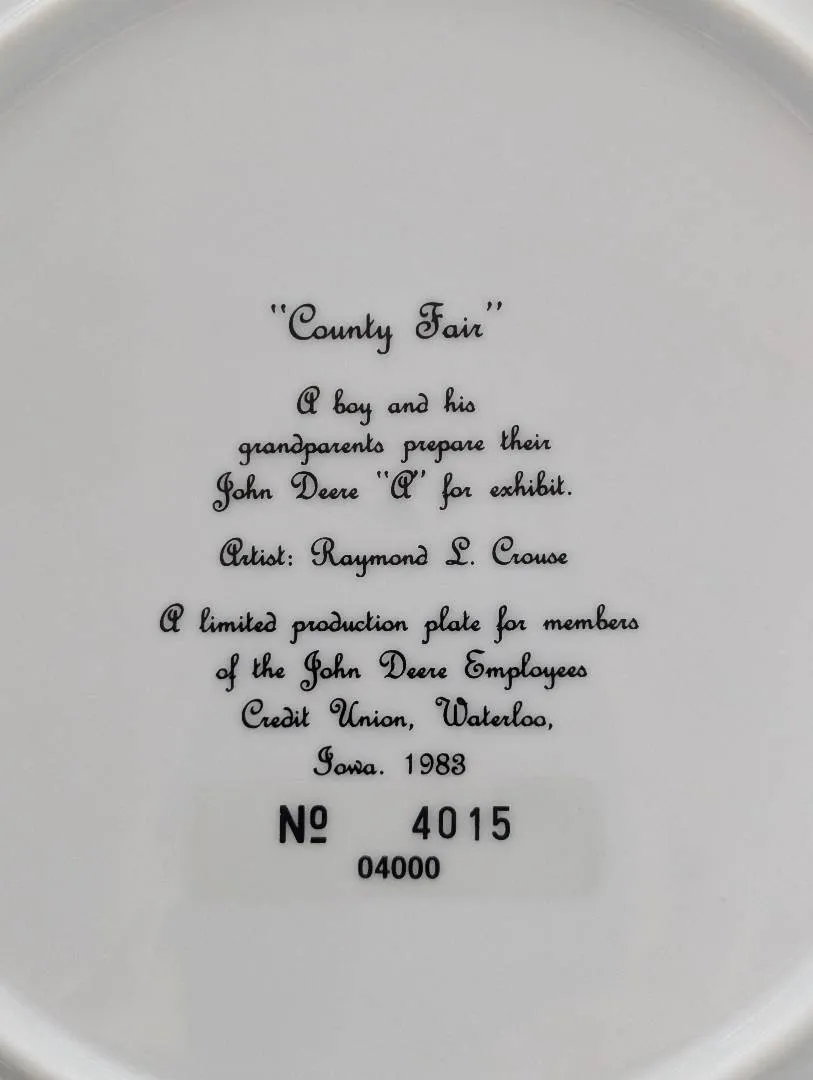 "County Fair"
A boy and his
grandparents prepare their
John Deere "A" for exhibit.
Artist: Raymond L. Crouse
A limited production plate for members
of the John Deere Employees
Credit Union, Waterloo,
Iowa. 1983
Nº 4015
04000